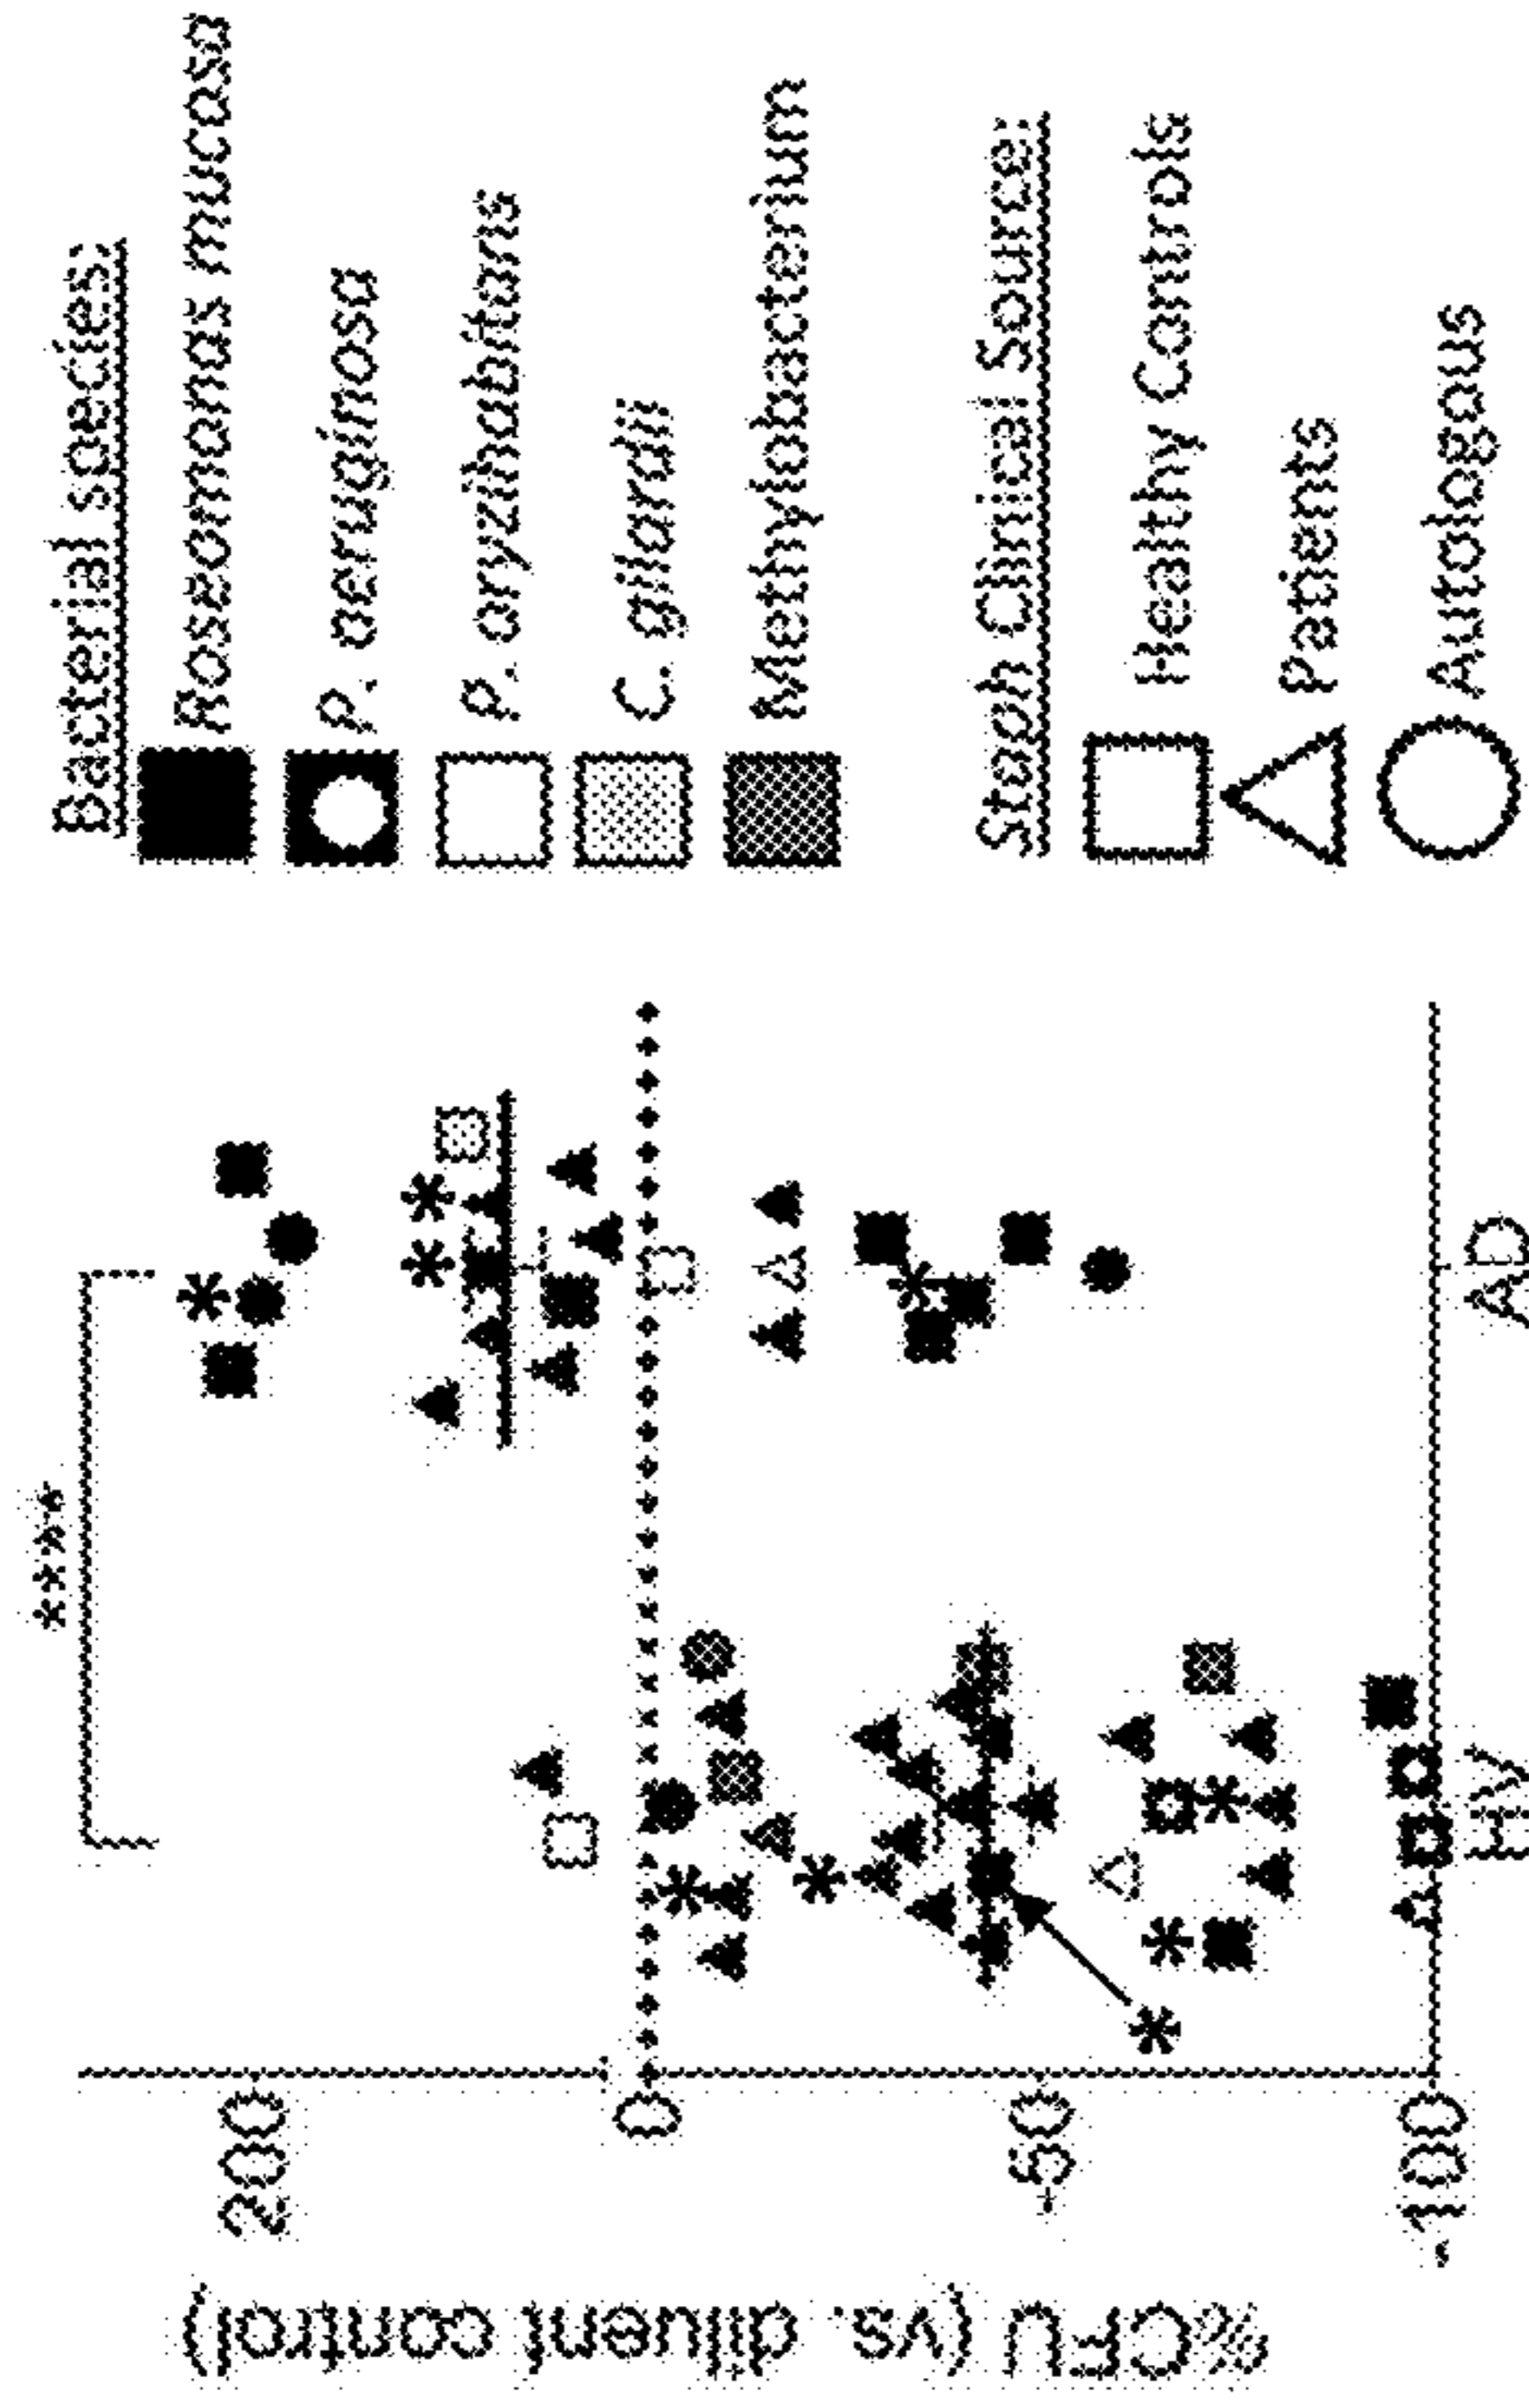 %CFU (vs. diluent control)
200
0
-50
-100
****
*
*
*
*
*
*
*
*
*
HV
AD
Bacterial species:
Roseomonas mucosa
P. aeruginosa
P. oryzihabitans
C. gilardii
Methylobacterium
Staph Clinical Source:
Healthy Controls
Patients
Autologous